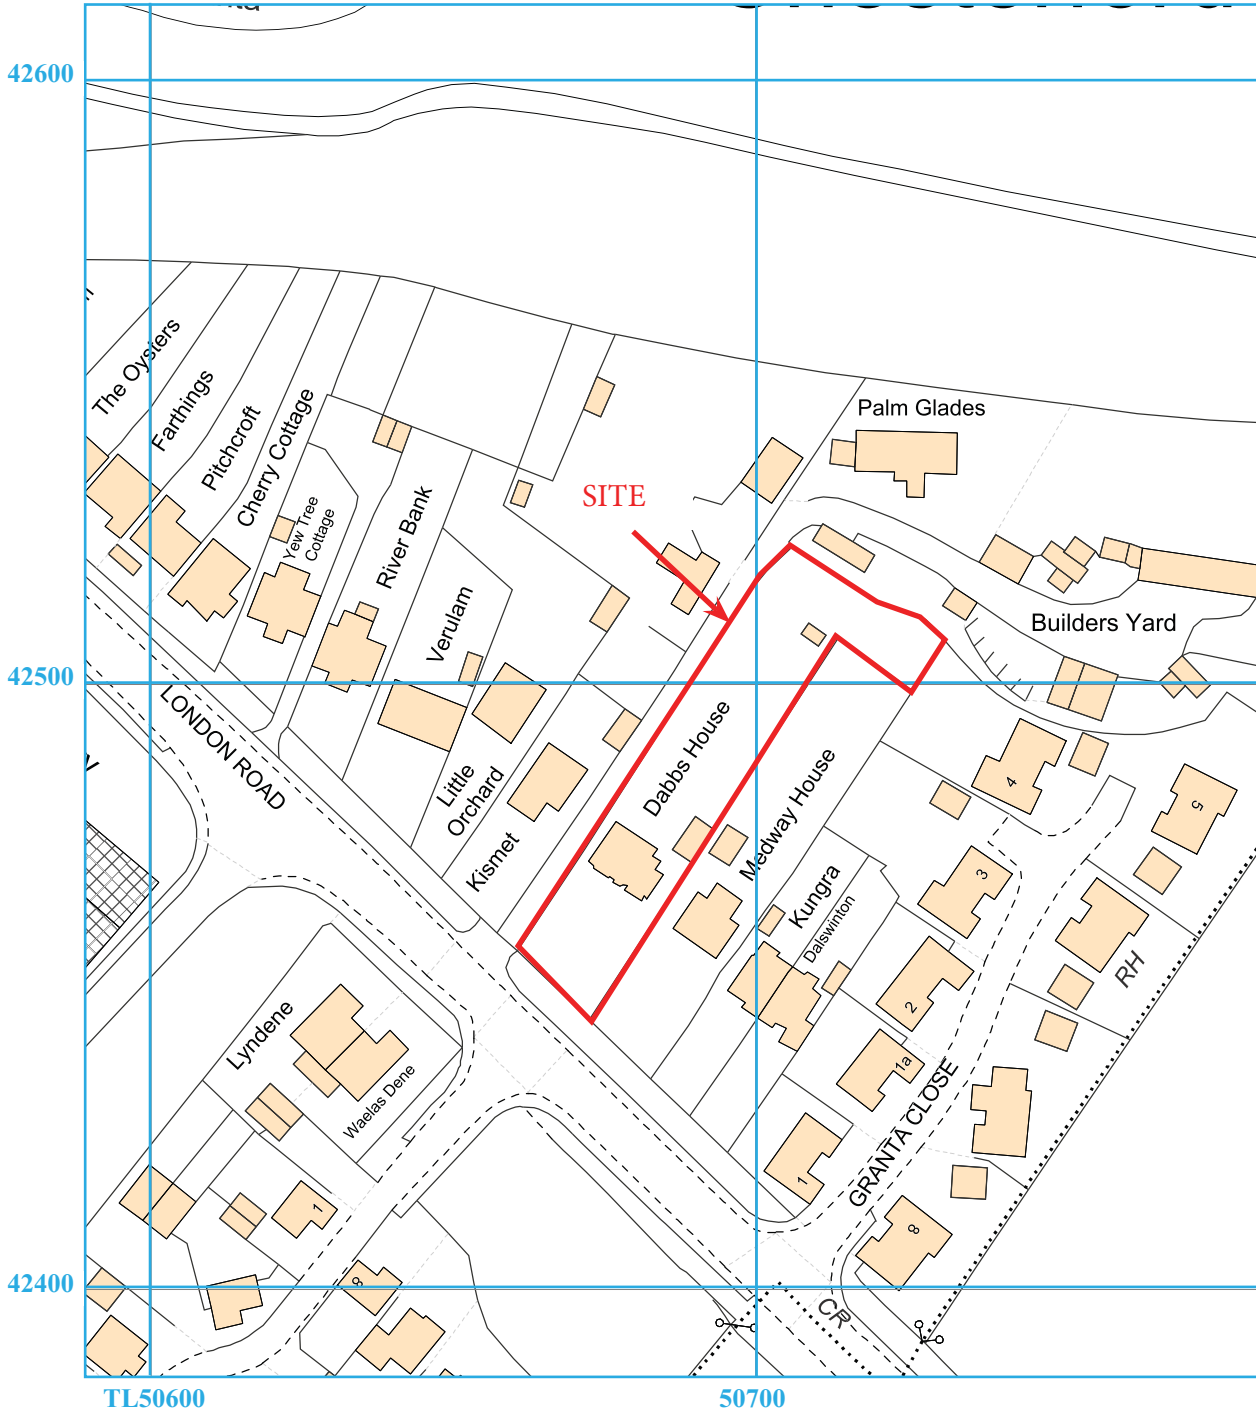 42600
The Oysters
Farthings
Pitchcroft
Cherry Cottage
Yew Tree
Cottage
River Bank
Verulam
SITE
Palm Glades
Builders Yard
42500
LONDON ROAD
Little
Orchard
Kismet
Dabbs House
Medway House
Kungra
Dalswinton
4
5
3
2
1a
1
RH
GRANTA CLOSE
8
Lyndene
Waelas Dene
1
8
42400
CR
TL50600
50700